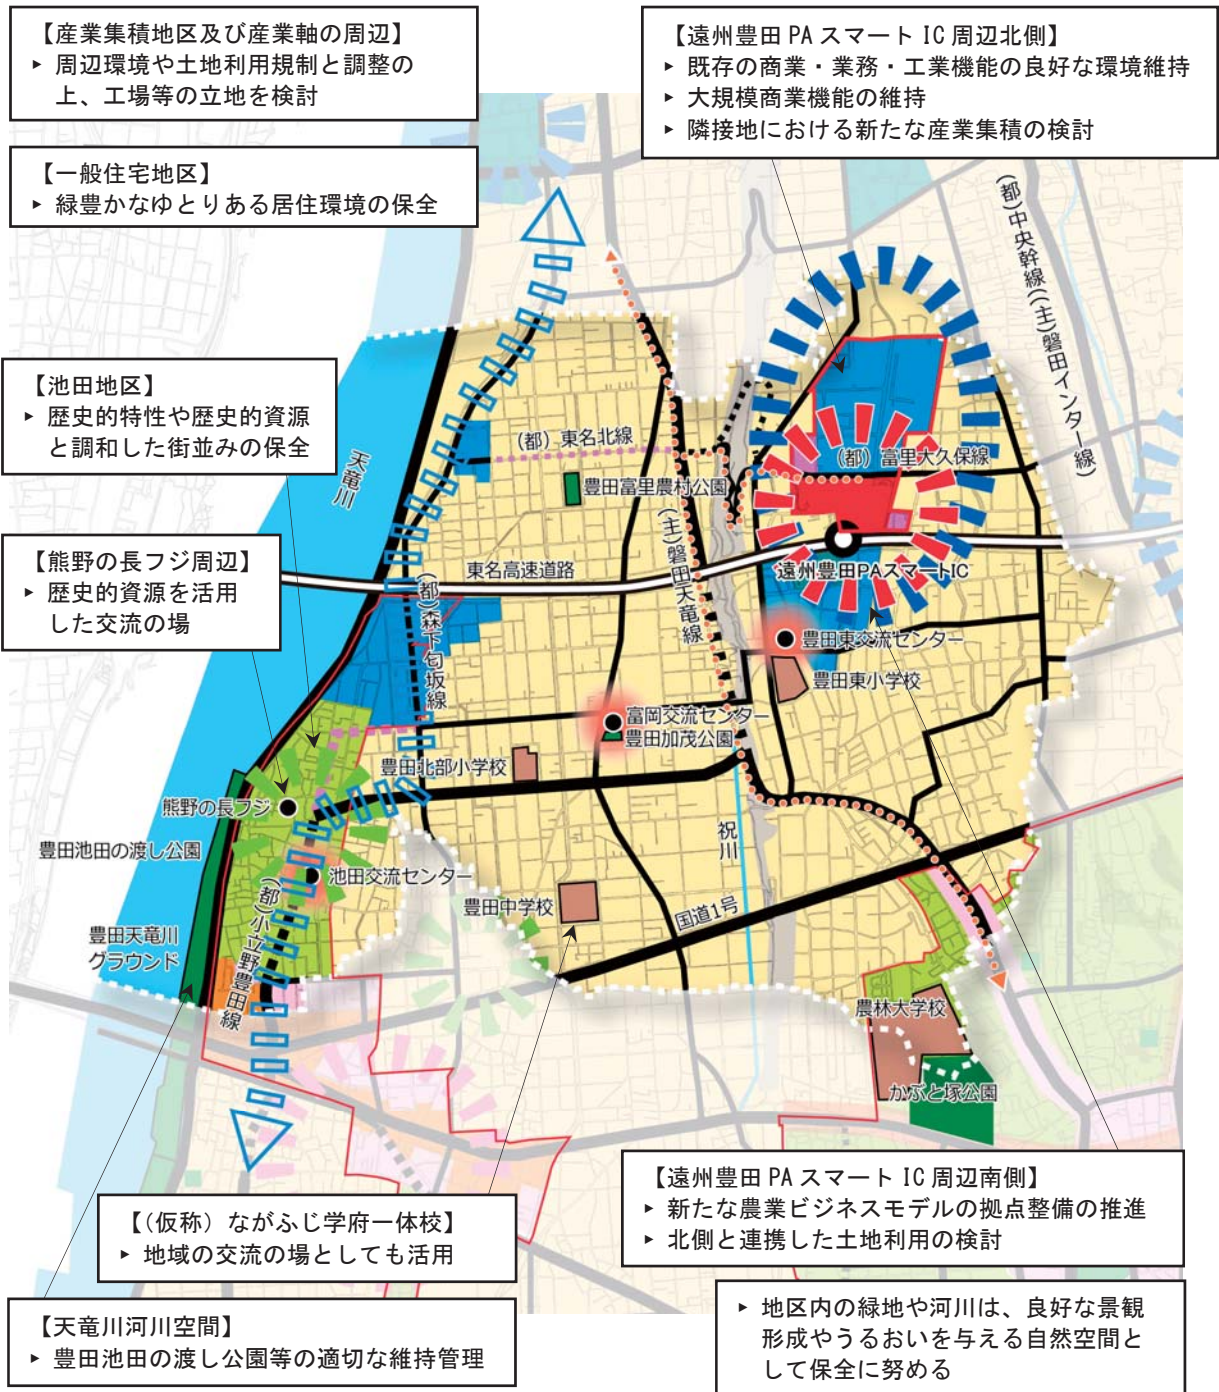 【産業集積地区及び産業軸の周辺】
▸ 周辺環境や土地利用規制と調整の
上、工場等の立地を検討
【遠州豊田 PA スマート IC 周辺北側】
▸ 既存の商業・業務・工業機能の良好な環境維持
▸ 大規模商業機能の維持
▸ 隣接地における新たな産業集積の検討
【一般住宅地区】
▸ 緑豊かなゆとりある居住環境の保全
(都)中央幹線((主)磐田インター線)
【池田地区】
▸ 歴史的特性や歴史的資源
と調和した街並みの保全
天竜川
(都) 東名北線
(都) 富里大久保線
豊田富里農村公園
(主)磐田天竜線
【熊野の長フジ周辺】
▸ 歴史的資源を活用
した交流の場
東名高速道路
遠州豊田PAスマートIC
(都)森下匂坂線
豊田東交流センター
豊田東小学校
富岡交流センター
豊田加茂公園
豊田北部小学校
熊野の長フジ
豊田池田の渡し公園
池田交流センター
祝川
(都)小立野豊田線
豊田中学校
国道1号
豊田天竜川
グラウンド
農林大学校
かぶと塚公園
【遠州豊田 PA スマート IC 周辺南側】
▸ 新たな農業ビジネスモデルの拠点整備の推進
▸ 北側と連携した土地利用の検討
【(仮称) ながふじ学府一体校】
▸ 地域の交流の場としても活用
【天竜川河川空間】
▸ 豊田池田の渡し公園等の適切な維持管理
▸ 地区内の緑地や河川は、良好な景観
形成やうるおいを与える自然空間と
して保全に努める